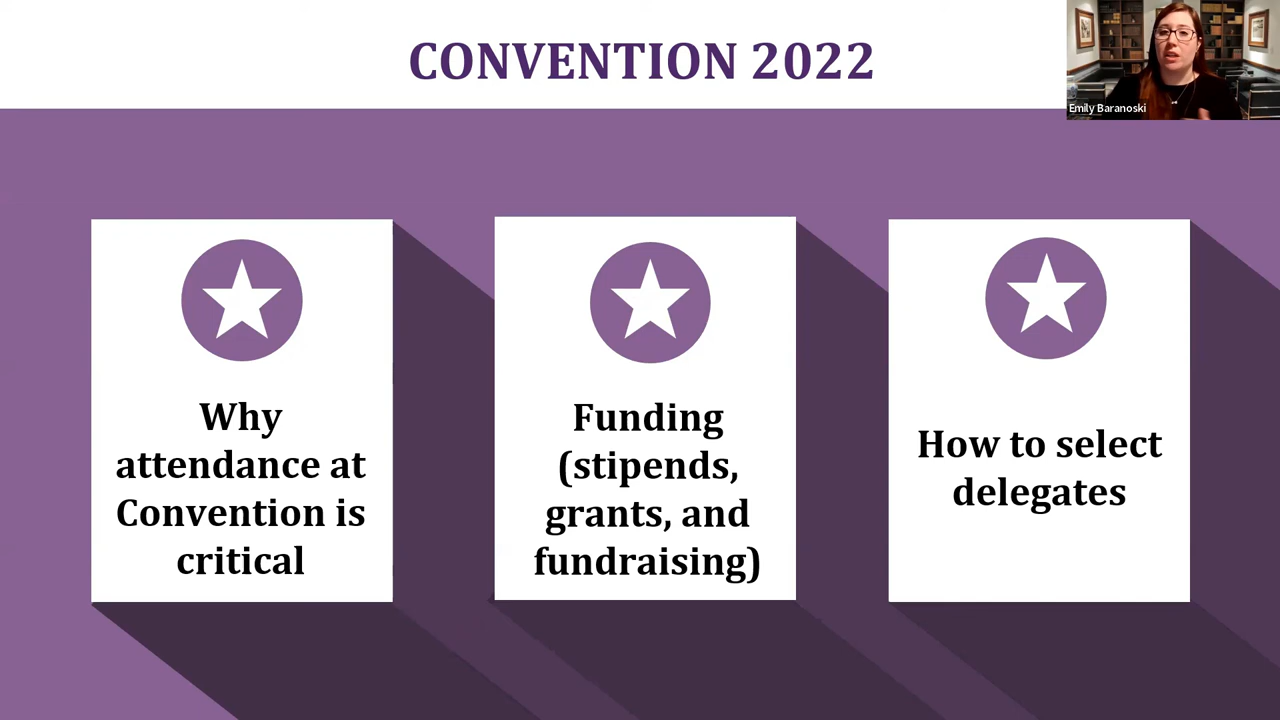 CONVENTION 2022
Emily Baranoski
Why
attendance at
Convention is
critical
Funding
(stipends,
grants, and
fundraising)
How to select
delegates